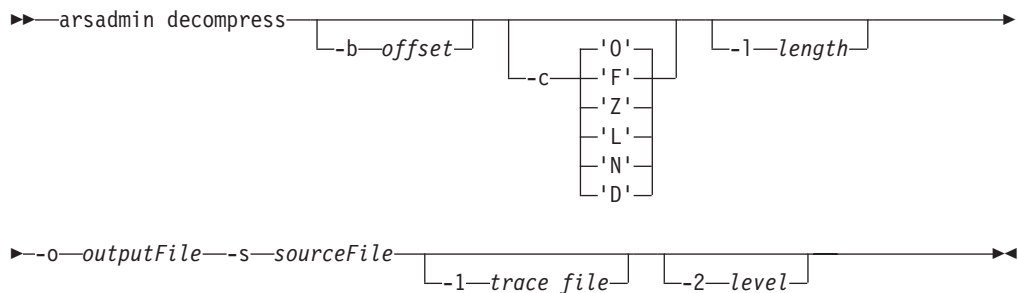 arsadmin decompress
-b offset
-c
'O'
'F'
'Z'
'L'
'N'
'D'
-l length
-o outputFile -s sourceFile
-1 trace file
-2 level